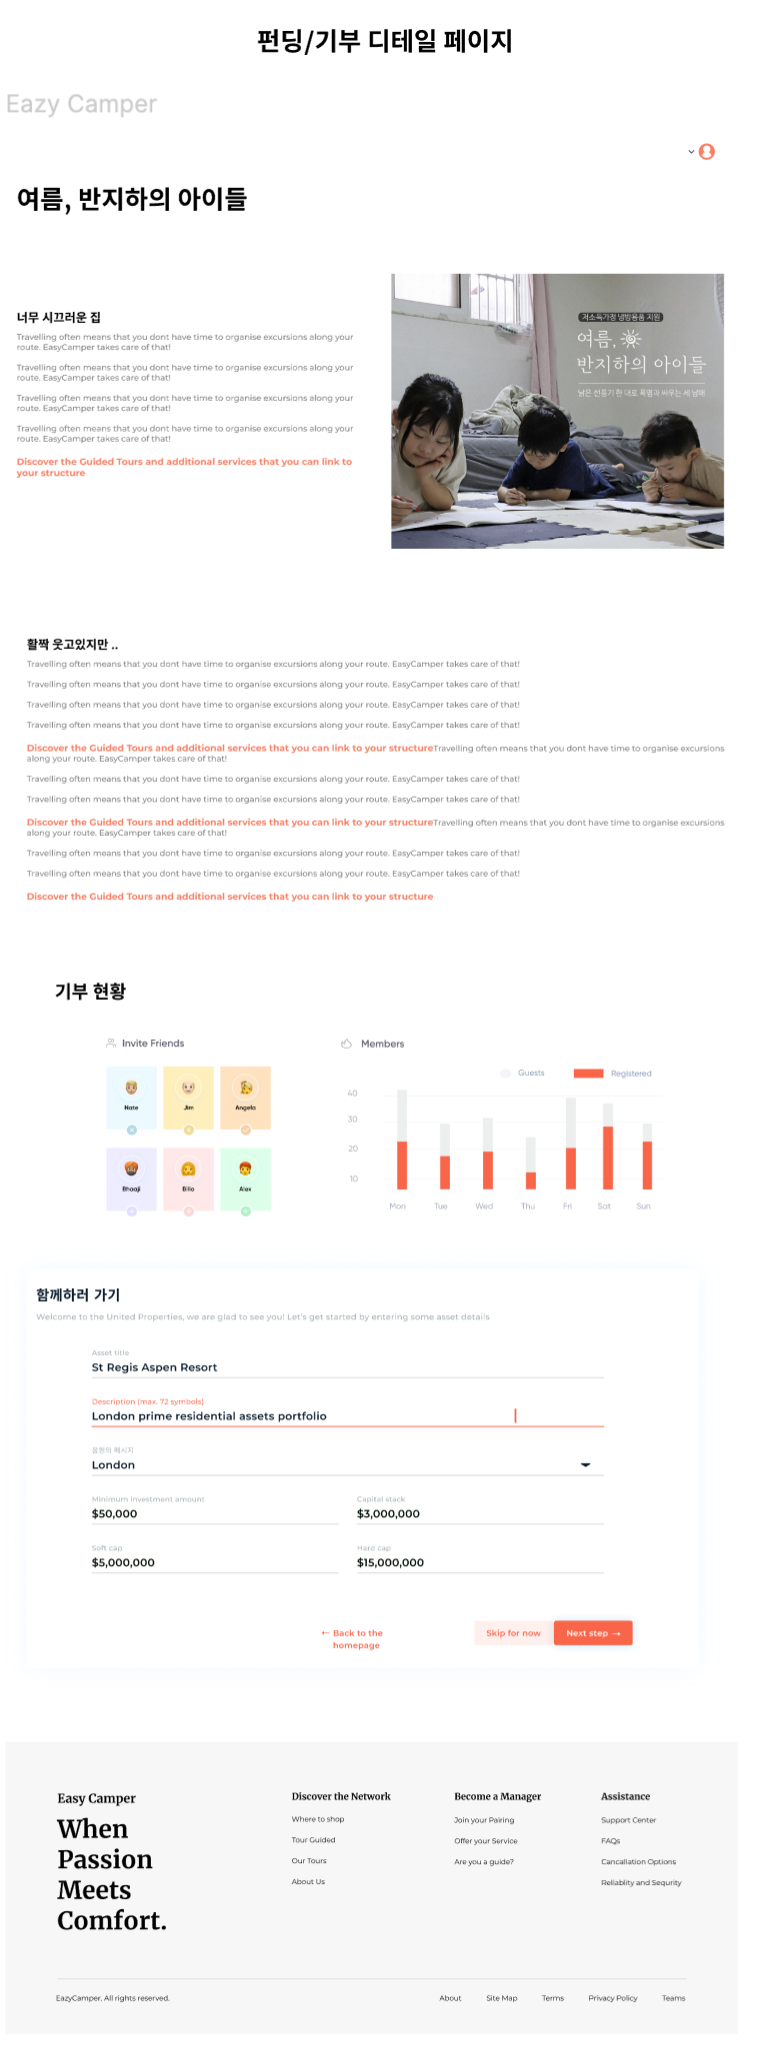 펀딩/기부 디테일 페이지
Eazy Camper
여름, 반지하의 아이들
너무 시끄러운 집
Travelling often means that you dont have time to organise excursions along your
route. EasyCamper takes care of that!
Travelling often means that you dont have time to organise excursions along your
route. EasyCamper takes care of that!
Travelling often means that you dont have time to organise excursions along your
route. EasyCamper takes care of that!
Travelling often means that you dont have time to organise excursions along your
route. EasyCamper takes care of that!
Discover the Guided Tours and additional services that you can link to
your structure
저소득가정 냉방용품 지원
여름,
반지하의 아이들
낡은 선풍기 한 대로 폭염과 싸우는 세 남매
활짝 웃고있지만 ..
Travelling often means that you dont have time to organise excursions along your route. EasyCamper takes care of that!
Travelling often means that you dont have time to organise excursions along your route. EasyCamper takes care of that!
Travelling often means that you dont have time to organise excursions along your route. EasyCamper takes care of that!
Travelling often means that you dont have time to organise excursions along your route. EasyCamper takes care of that!
Discover the Guided Tours and additional services that you can link to your structureTravelling often means that you dont have time to organise excursions
along your route. EasyCamper takes care of that!
Travelling often means that you dont have time to organise excursions along your route. EasyCamper takes care of that!
Travelling often means that you dont have time to organise excursions along your route. EasyCamper takes care of that!
Discover the Guided Tours and additional services that you can link to your structureTravelling often means that you dont have time to organise excursions
along your route. EasyCamper takes care of that!
Travelling often means that you dont have time to organise excursions along your route. EasyCamper takes care of that!
Travelling often means that you dont have time to organise excursions along your route. EasyCamper takes care of that!
Discover the Guided Tours and additional services that you can link to your structure
기부 현황
Invite Friends
Nate
Jim
Angela
Bhaaji
Billa
Alex
Members
Guests
Registered
40
30
20
10
Mon
Tue
Wed
Thu
Fri
Sat
Sun
함께하러 가기
Welcome to the United Properties, we are glad to see you! Let's get started by entering some asset details
Asset title
St Regis Aspen Resort
Description (max. 72 symbols)
London prime residential assets portfolio
응원의 메시지
London
Minimum investment amount
$50,000
Capital stack
$3,000,000
Soft cap
$5,000,000
Hard cap
$15,000,000
← Back to the
homepage
Skip for now
Next step →
Easy Camper
When
Passion
Meets
Comfort.
Discover the Network
Where to shop
Tour Guided
Our Tours
About Us
Become a Manager
Join your Pairing
Offer your Service
Are you a guide?
Assistance
Support Center
FAQs
Cancallation Options
Reliablity and Sequrity
EazyCamper. All rights reserved.
About
Site Map
Terms
Privacy Policy
Teams